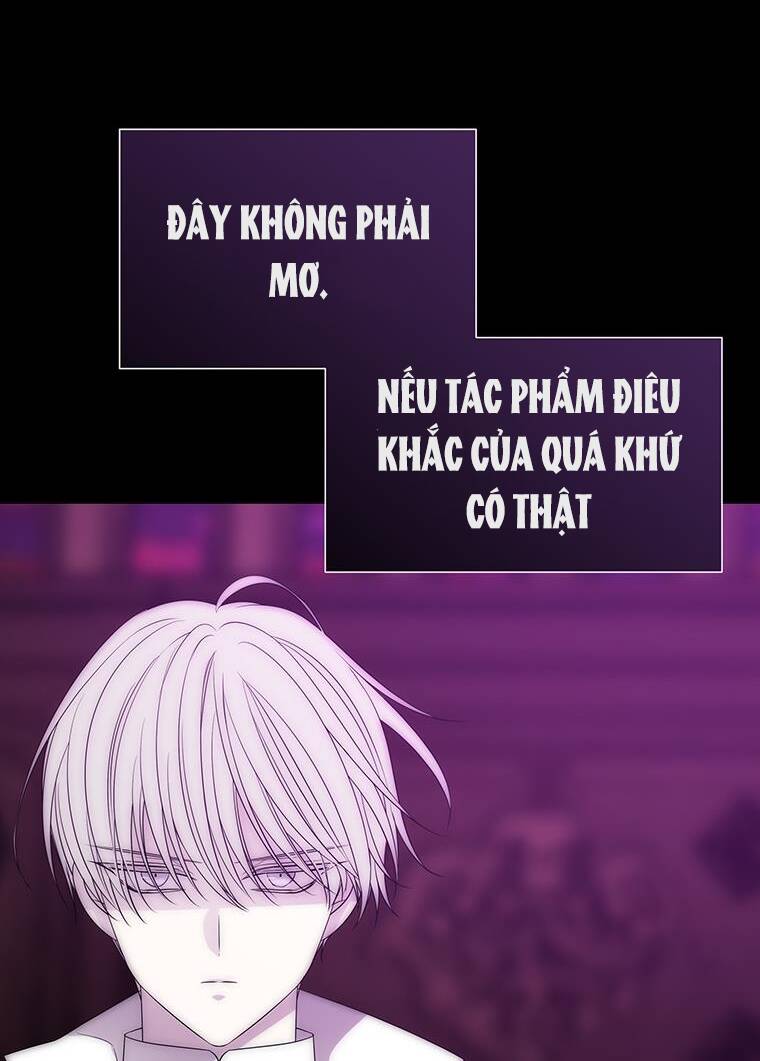 ĐÂY KHÔNG PHẢI
MƠ.
NẾU TÁC PHẨM ĐIÊU
KHẮC CỦA QUÁ KHỨ
CÓ THẬT